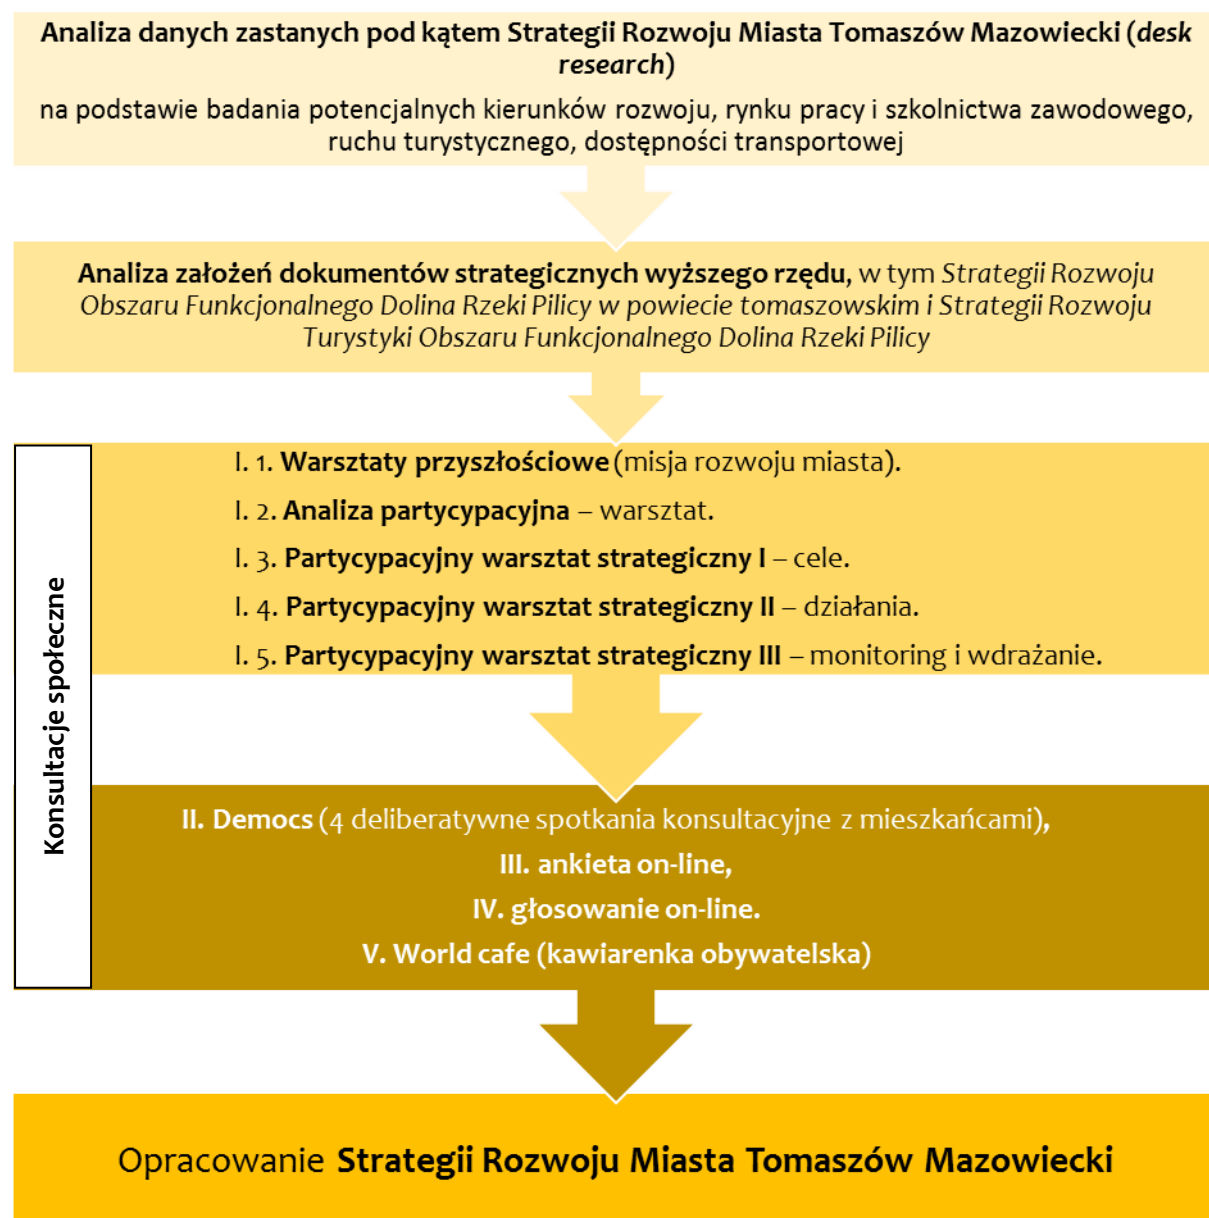 Analiza danych zastanych pod kątem Strategii Rozwoju Miasta Tomaszów Mazowiecki (desk
research)
na podstawie badania potencjalnych kierunków rozwoju, rynku pracy i szkolnictwa zawodowego,
ruchu turystycznego, dostępności transportowej
Analiza założeń dokumentów strategicznych wyższego rzędu, w tym Strategii Rozwoju
Obszaru Funkcjonalnego Dolina Rzeki Pilicy w powiecie tomaszowskim i Strategii Rozwoju
Turystyki Obszaru Funkcjonalnego Dolina Rzeki Pilicy
Konsultacje społeczne
I. 1. Warsztaty przyszłościowe (misja rozwoju miasta).
I. 2. Analiza partycypacyjna – warsztat.
I. 3. Partycypacyjny warsztat strategiczny I – cele.
I. 4. Partycypacyjny warsztat strategiczny II – działania.
I. 5. Partycypacyjny warsztat strategiczny III – monitoring i wdrażanie.
II. Democs (4 deliberatywne spotkania konsultacyjne z mieszkańcami),
III. ankieta on-line,
IV. głosowanie on-line.
V. World cafe (kawiarenka obywatelska)
Opracowanie Strategii Rozwoju Miasta Tomaszów Mazowiecki